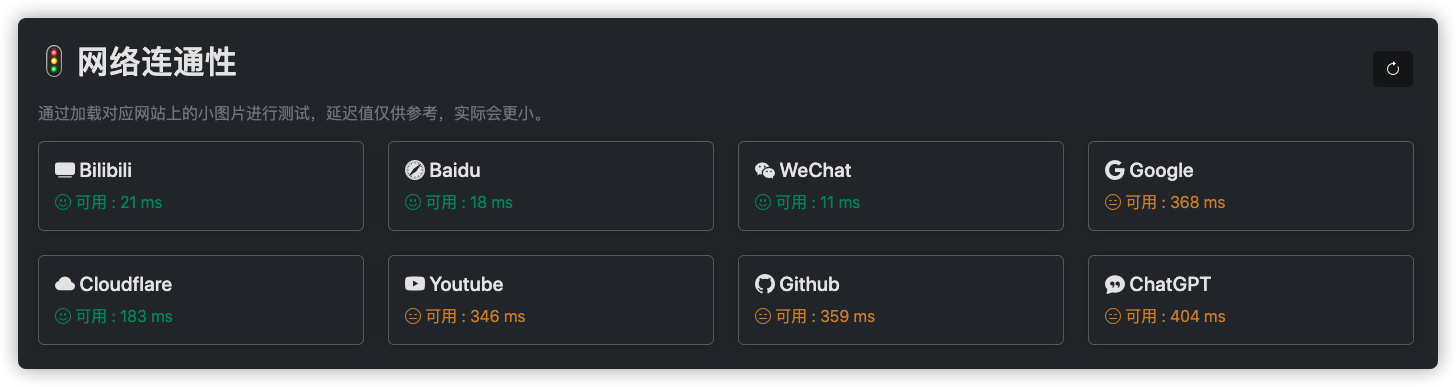 网络连通性
通过加载对应网站上的小图片进行测试，延迟值仅供参考，实际会更小。
Bilibili
可用 : 21 ms
Baidu
可用 : 18 ms
WeChat
可用 : 11 ms
Google
可用 : 368 ms
Cloudflare
可用 : 183 ms
Youtube
可用 : 346 ms
Github
可用 : 359 ms
ChatGPT
可用 : 404 ms